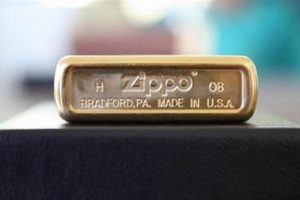 H Zippo® 08
BRADFORD,PA. MADE IN U.S.A.